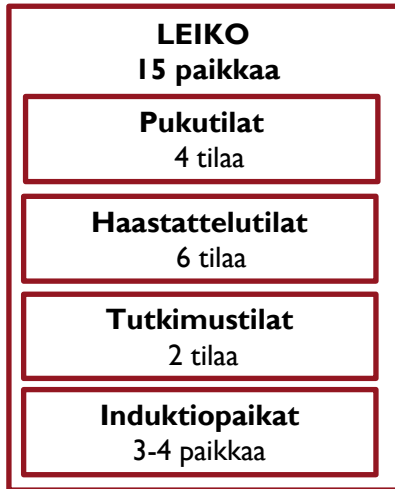 LEIKO
15 paikkaa
Pukutilat
4 tilaa
Haastattelutilat
6 tilaa
Tutkimustilat
2 tilaa
Induktiopaikat
3-4 paikkaa